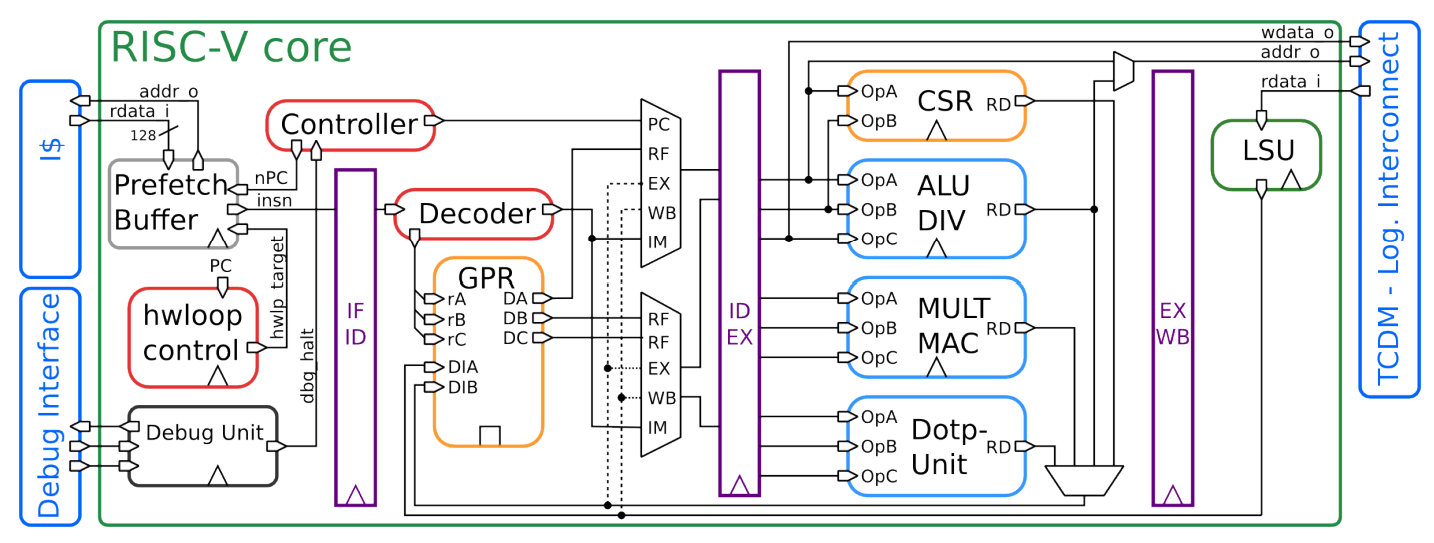 RISC-V core
I$
addr_o
rdata_i
128
Prefetch
Buffer
nPC
insn
Controller
PC
hwloop
control
hwlp_target
dbg_halt
Debug Interface
Debug Unit
IF
ID
Decoder
GPR
rA
rB
rC
DIA
DIB
DA
DB
DC
PC
RF
EX
WB
IM
RF
RF
EX
WB
IM
ID
EX
OpA
OpB
CSR
RD
OpA
OpB
OpC
ALU
DIV
RD
OpA
OpB
OpC
MULT
MAC
RD
OpA
OpB
OpC
Dotp-
Unit
RD
EX
WB
wdata_o
addr_o
rdata_i
LSU
TCDM - Log. Interconnect